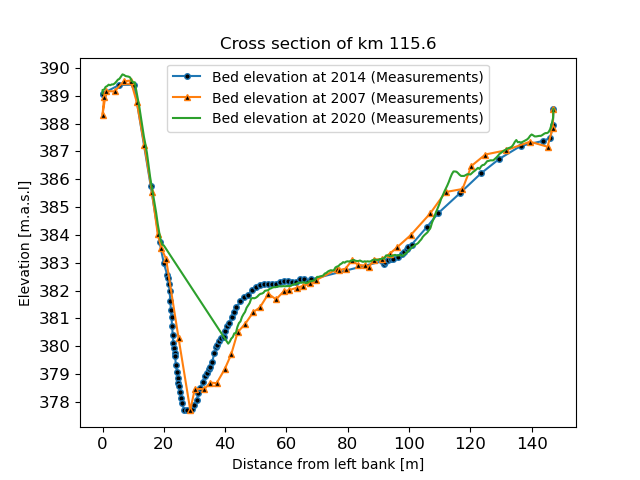 Cross section of km 115.6
Bed elevation at 2014 (Measurements)
Bed elevation at 2007 (Measurements)
Bed elevation at 2020 (Measurements)
Elevation [m.a.s.l]
390
389
388
387
386
385
384
383
382
381
380
379
378
0 20 40 60 80 100 120 140
Distance from left bank [m]